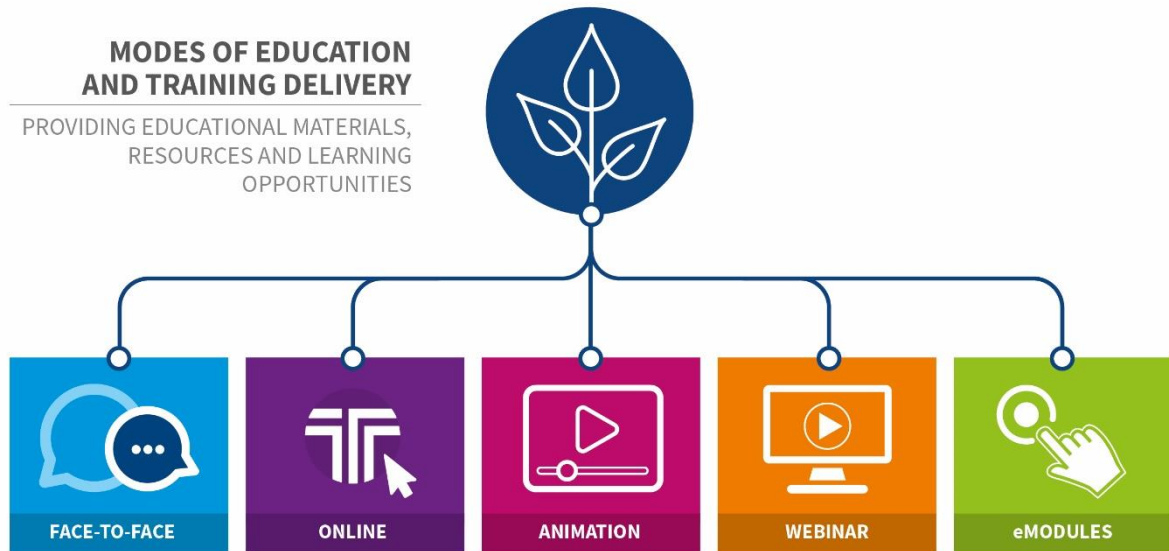 MODES OF EDUCATION
AND TRAINING DELIVERY
PROVIDING EDUCATIONAL MATERIALS,
RESOURCES AND LEARNING
OPPORTUNITIES
FACE-TO-FACE
ONLINE
ANIMATION
WEBINAR
eMODULES